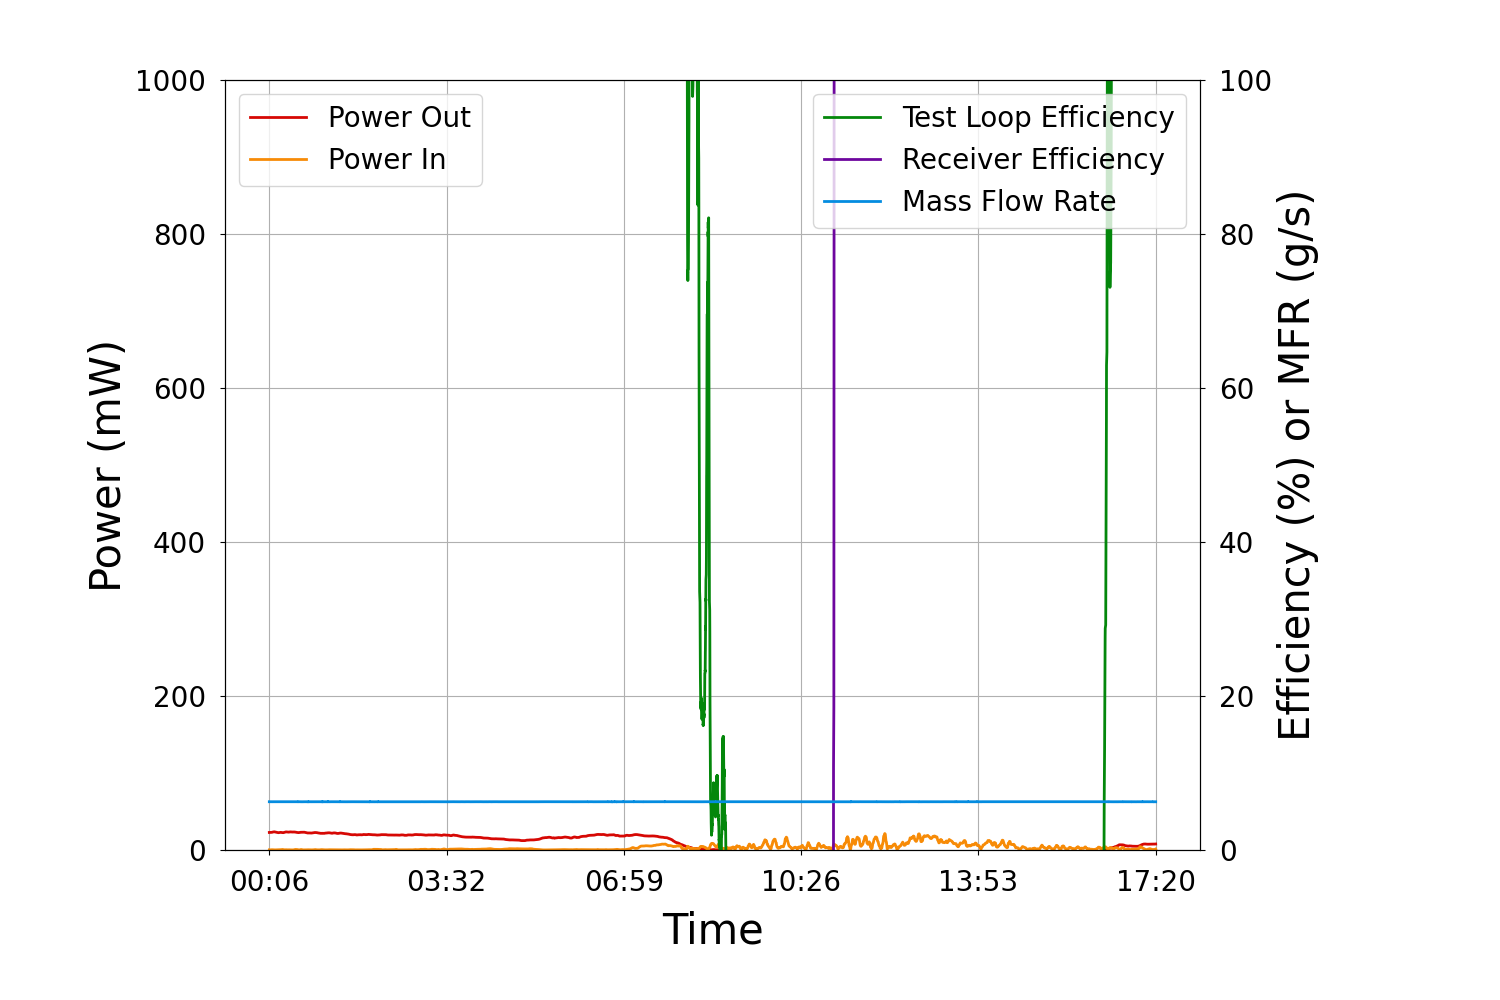 1000
800
600
400
200
0
Power (mW)
Power Out
Power In
Test Loop Efficiency
Receiver Efficiency
Mass Flow Rate
100
80
60
40
20
0
Efficiency (%) or MFR (g/s)
00:06 03:32 06:59 10:26 13:53 17:20
Time